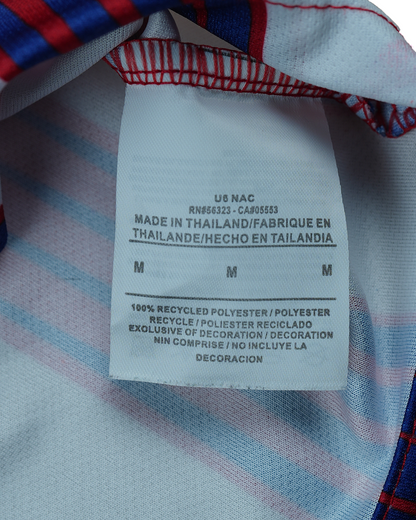 U6 NAC
RN#56323 - CA#05553
MADE IN THAILAND/FABRIQUE EN
THAILANDE/HECHO EN TAILANDIA
M M M
100% RECYCLED POLYESTER / POLYESTER
RECYCLE / POLIESTER RECICLADO
EXCLUSIVE OF DECORATION / DECORATION
NIN COMPRISE / NO INCLUYE LA
DECORACION